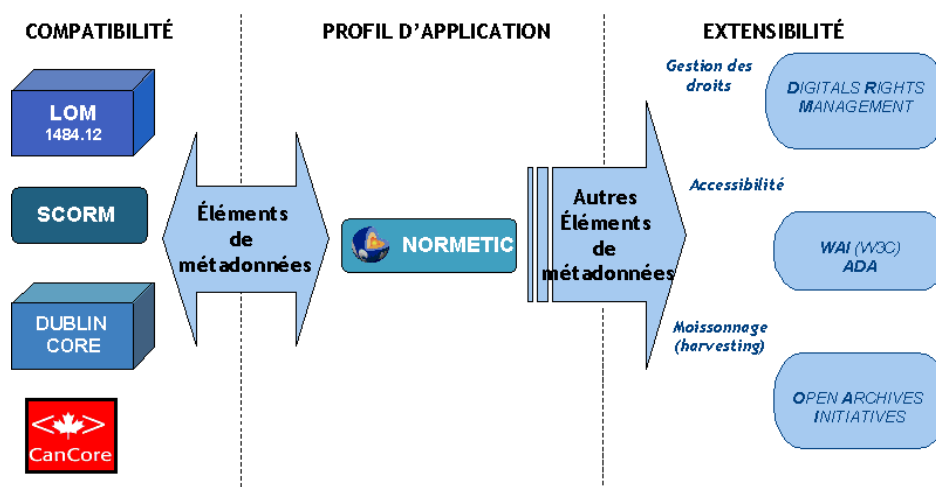 COMPATIBILITÉ
PROFIL D'APPLICATION
EXTENSIBILITÉ
LOM
1484.12
SCORM
DUBLIN
CORE
<🍁>
CanCore
Éléments
de
métadonnées
NORMETIC
Autres
Éléments
de
métadonnées
Gestion des
droits
DIGITALS RIGHTS
MANAGEMENT
Accessibilité
WAI (W3C)
ADA
Moissonnage
(harvesting)
OPEN ARCHIVES
INITIATIVES